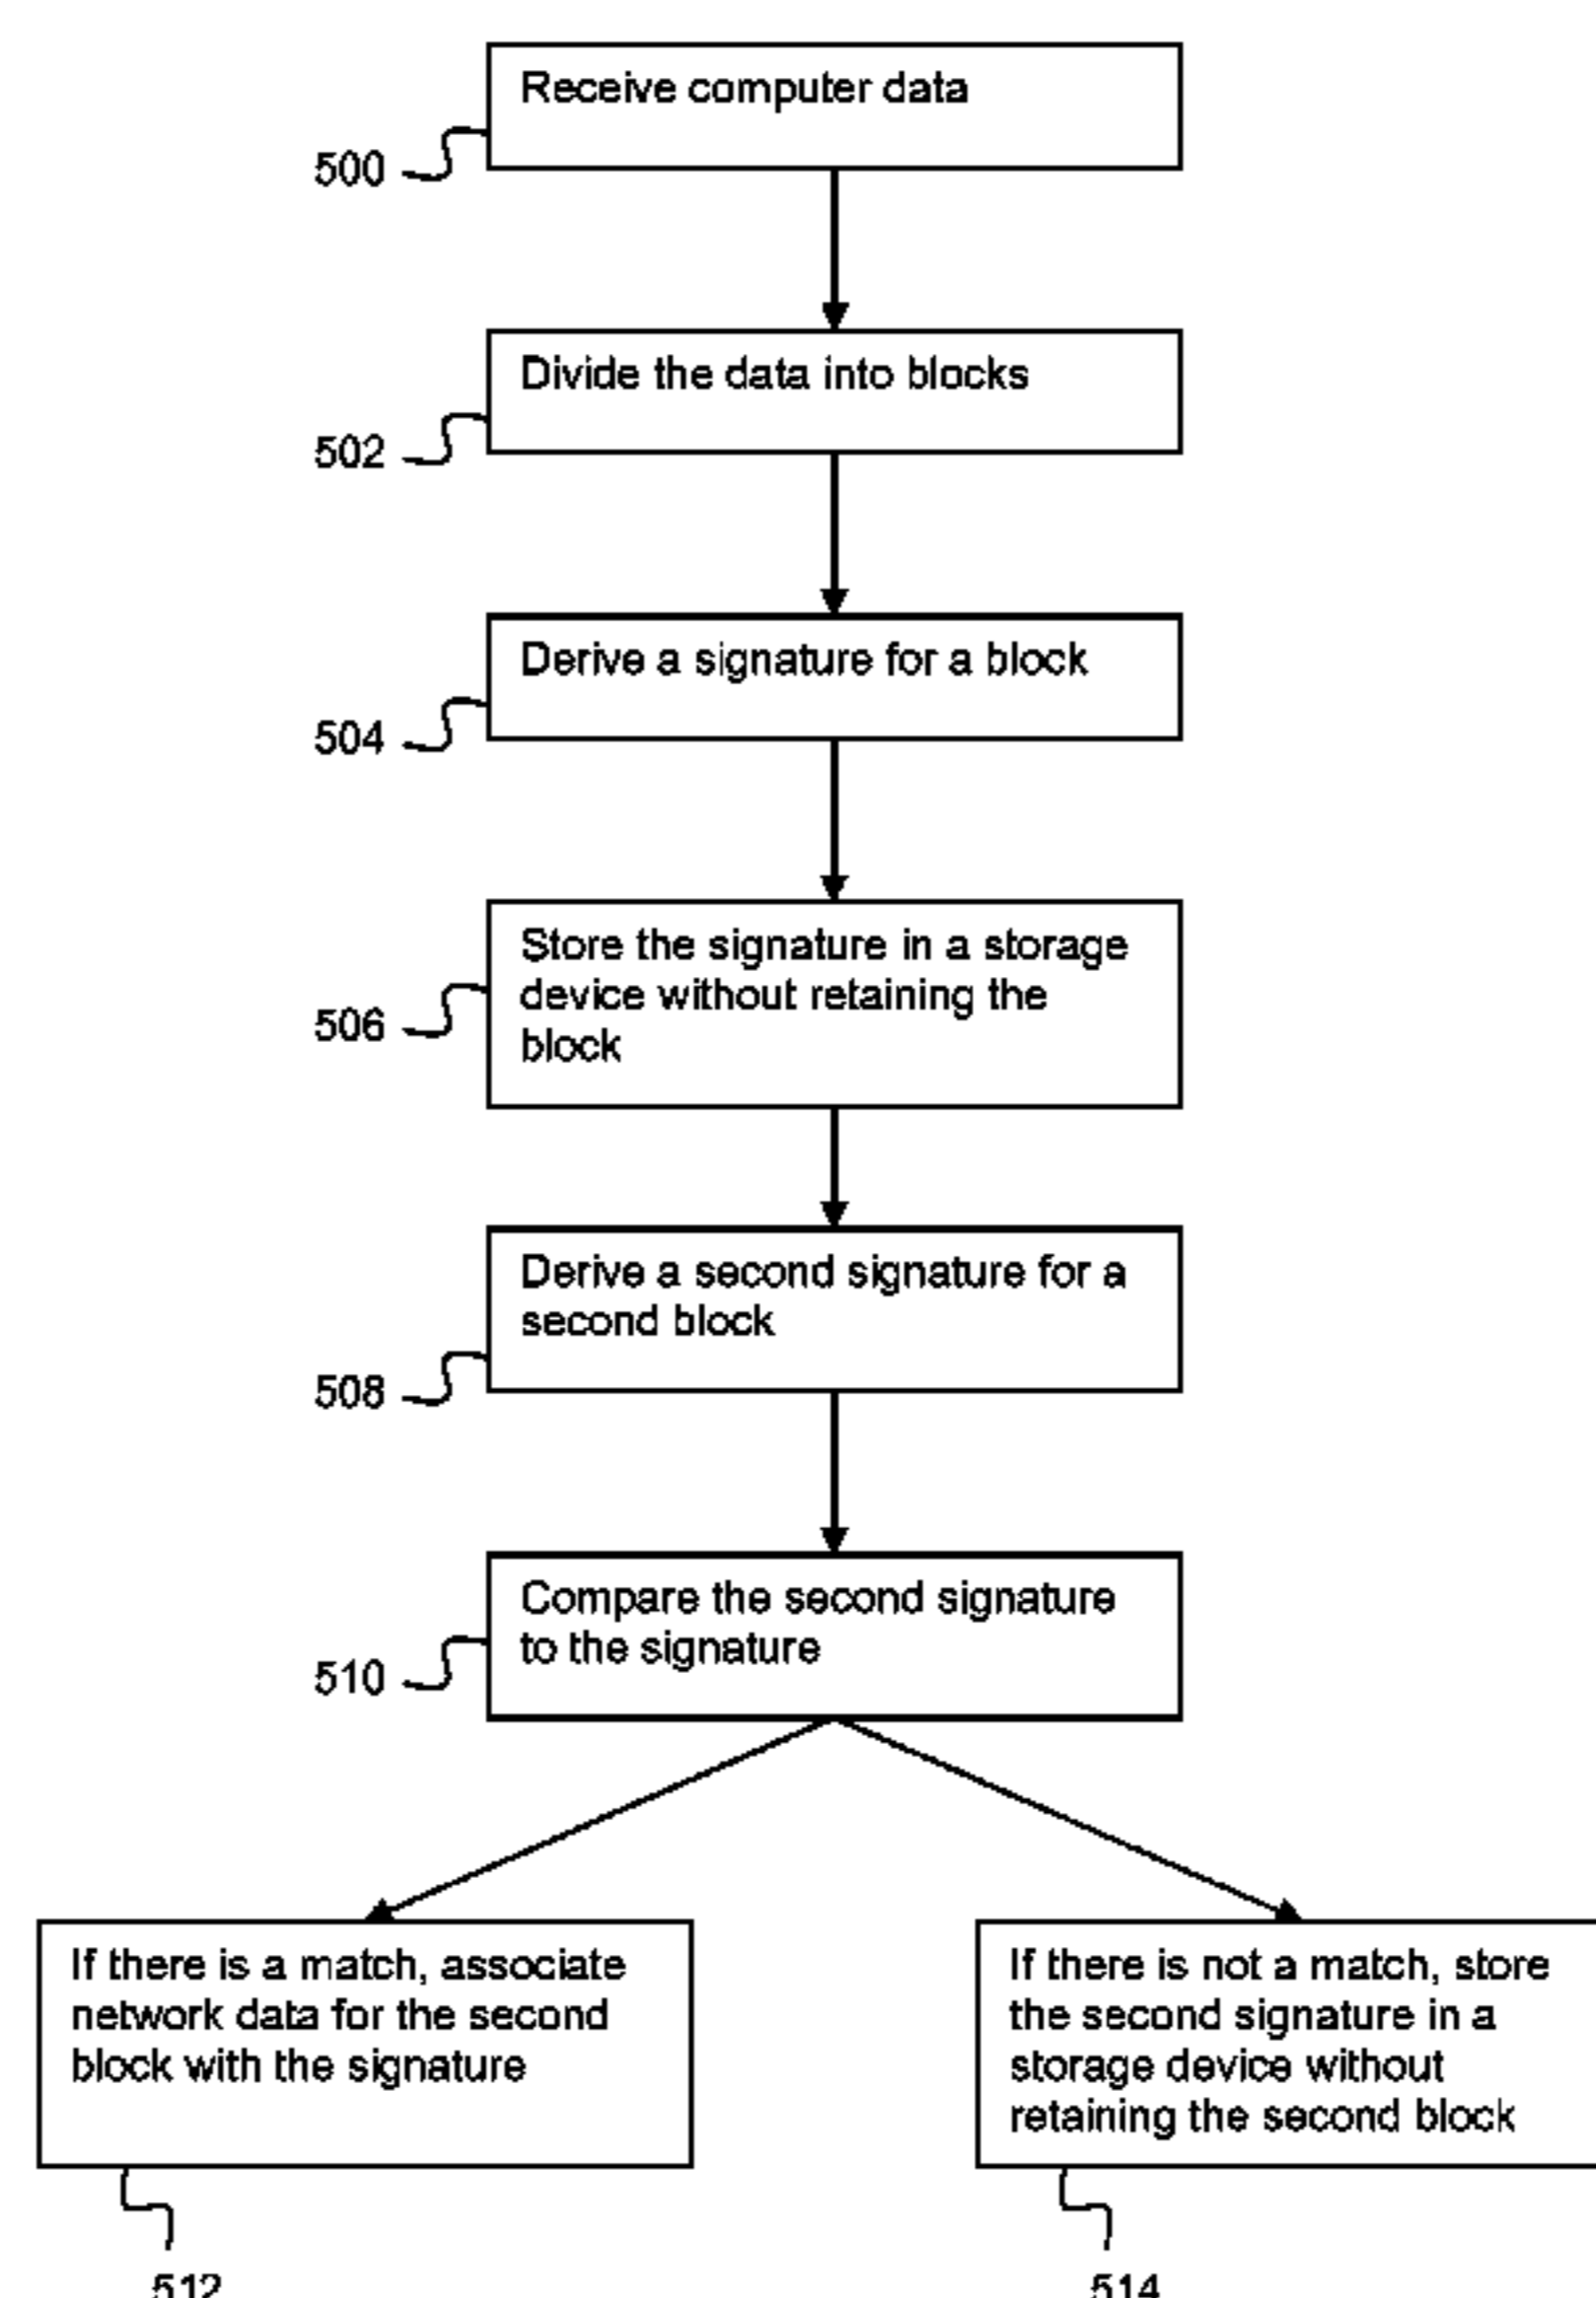 Receive computer data
500
Divide the data into blocks
502
Derive a signature for a block
504
Store the signature in a storage
device without retaining the
block
506
Derive a second signature for a
second block
508
Compare the second signature
to the signature
510
If there is a match, associate
network data for the second
block with the signature
512
If there is not a match, store
the second signature in a
storage device without
retaining the second block
514